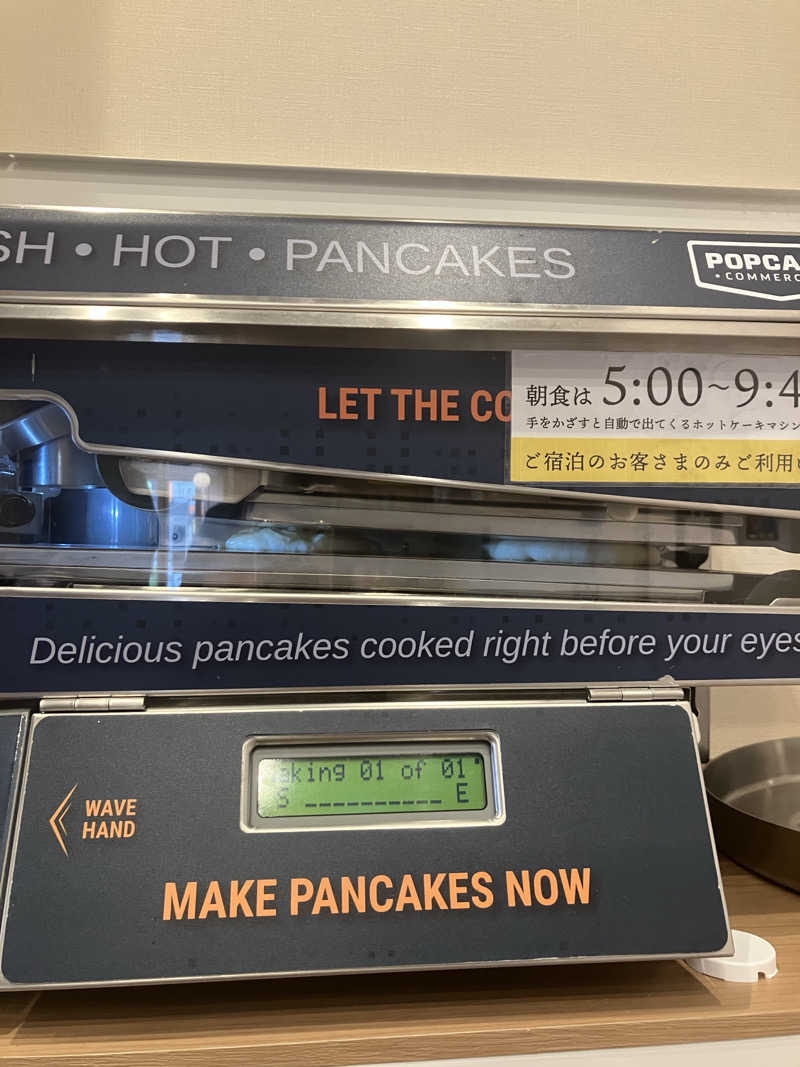 SH • HOT • PANCAKES
POPCA
• COMMERC
LET THE CO
朝食は 5:00~9:4
手をかざすと自動で出てくるホットケーキマシン
ご宿泊のお客さまのみご利用
Delicious pancakes cooked right before your eyes
aking 01 of 01
S _ _ _ _ _ _ _ _ _ _ E
WAVE
HAND
MAKE PANCAKES NOW